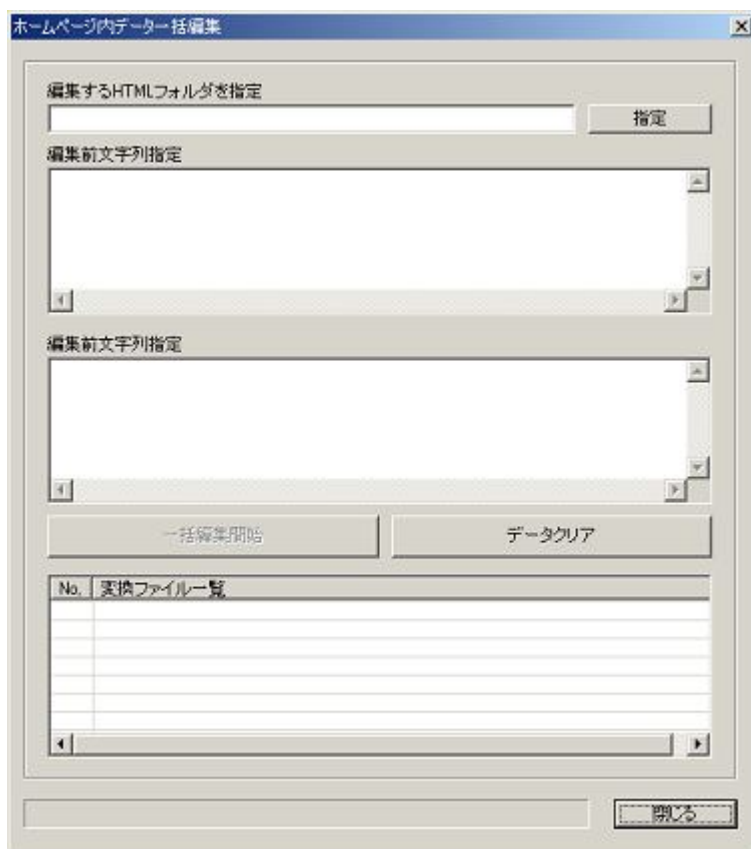 ホームページ内データ一括編集
編集するHTMLフォルダを指定
指定
編集前文字列指定
編集前文字列指定
一括編集開始 データクリア
No. 変換ファイル一覧
閉じる